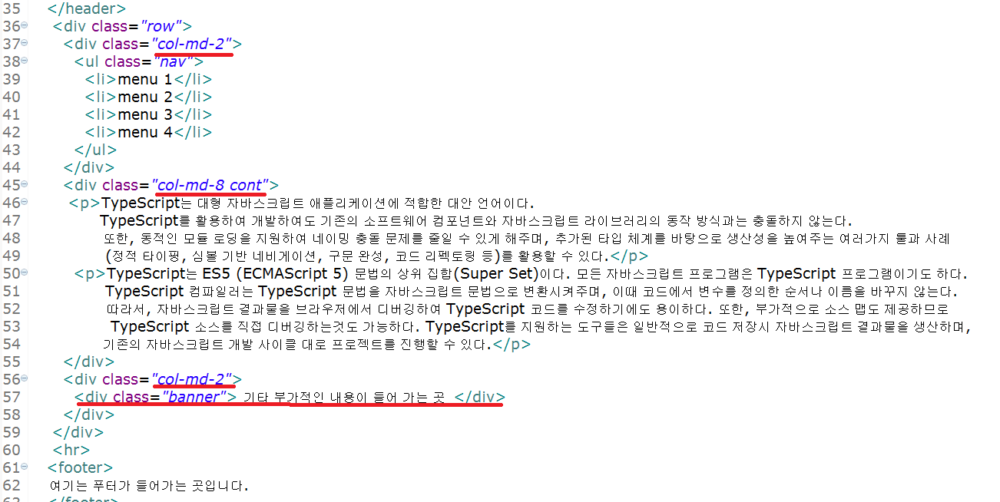 35 </header>
36 <div class="row">
37 <div class="col-md-2">
38 <ul class="nav">
39 <li>menu 1</li>
40 <li>menu 2</li>
41 <li>menu 3</li>
42 <li>menu 4</li>
43 </ul>
44 </div>
45 <div class="col-md-8 cont">
46 <p>TypeScript는 대형 자바스크립트 애플리케이션에 적합한 대안 언어이다.
47 TypeScript를 활용하여 개발하여도 기존의 소프트웨어 컴포넌트와 자바스크립트 라이브러리의 동작 방식과는 충돌하지 않는다.
48 또한, 동적인 모듈 로딩을 지원하여 네이밍 충돌 문제를 줄일 수 있게 해주며, 추가된 타입 체계를 바탕으로 생산성을 높여주는 여러가지 툴과 사례
49 (정적 타이핑, 심볼 기반 네비게이션, 구문 완성, 코드 리펙토링 등)를 활용할 수 있다.</p>
50 <p>TypeScript는 ES5 (ECMAScript 5) 문법의 상위 집합(Super Set)이다. 모든 자바스크립트 프로그램은 TypeScript 프로그램이기도 하다.
51 TypeScript 컴파일러는 TypeScript 문법을 자바스크립트 문법으로 변환시켜주며, 이때 코드에서 변수를 정의한 순서나 이름을 바꾸지 않는다.
52 따라서, 자바스크립트 결과물을 브라우저에서 디버깅하여 TypeScript 코드를 수정하기에도 용이하다. 또한, 부가적으로 소스 맵도 제공하므로
53 TypeScript 소스를 직접 디버깅하는것도 가능하다. TypeScript를 지원하는 도구들은 일반적으로 코드 저장시 자바스크립트 결과물을 생산하며,
54 기존의 자바스크립트 개발 사이클 대로 프로젝트를 진행할 수 있다.</p>
55 </div>
56 <div class="col-md-2">
57 <div class="banner"> 기타 부가적인 내용이 들어 가는 곳 </div>
58 </div>
59 </div>
60 <hr>
61 <footer>
62 여기는 푸터가 들어가는 곳입니다.
63 </footer>